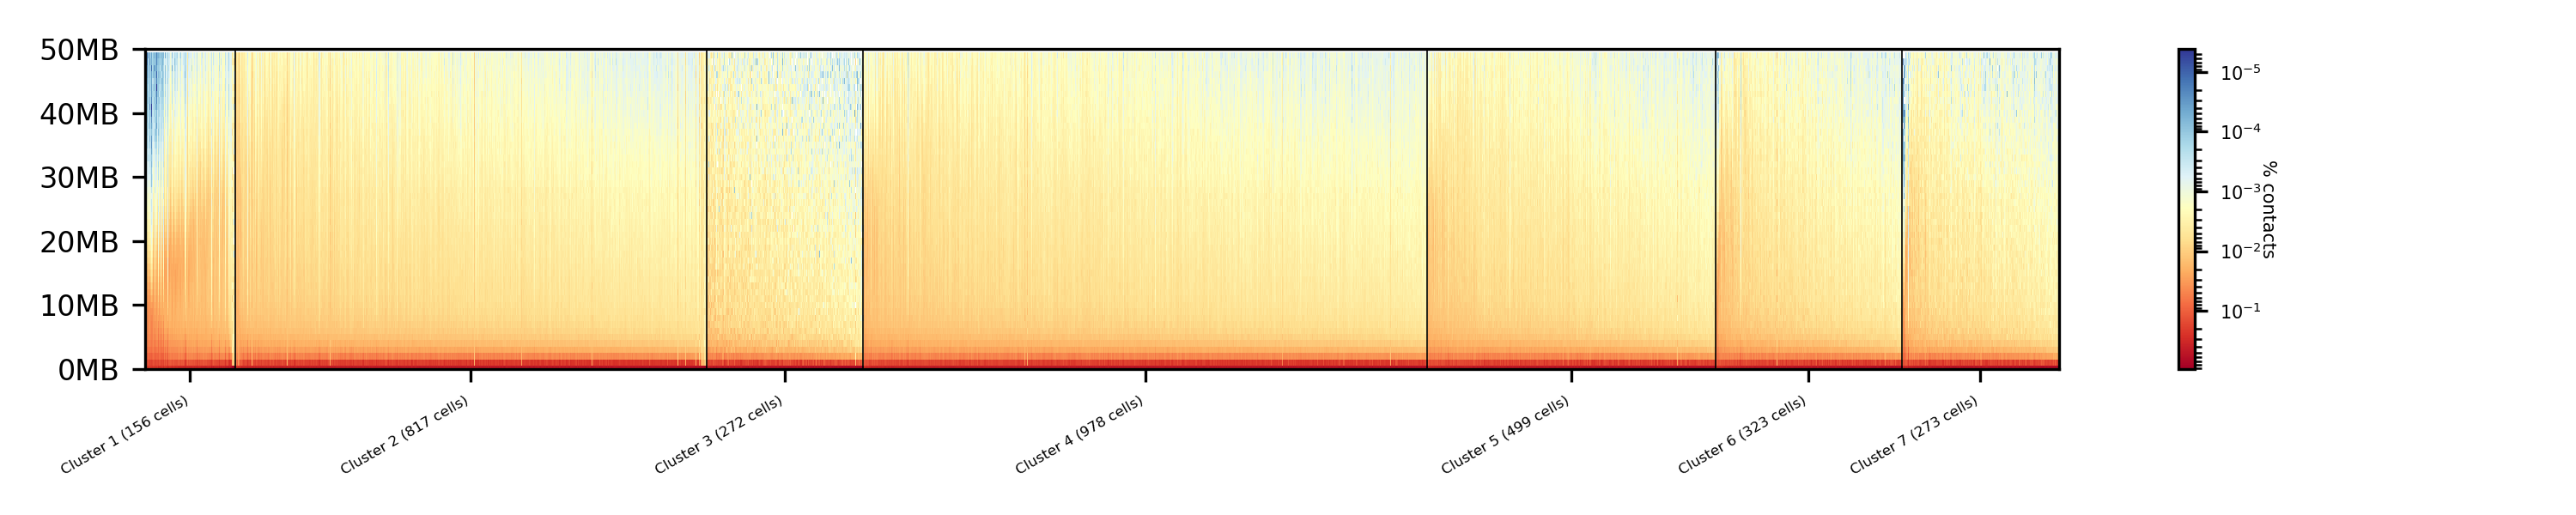 50MB
40MB
30MB
20MB
10MB
0MB
Cluster 1 (156 cells)
Cluster 2 (817 cells)
Cluster 3 (272 cells)
Cluster 4 (978 cells)
Cluster 5 (499 cells)
Cluster 6 (323 cells)
Cluster 7 (273 cells)
10⁻⁵
10⁻⁴
10⁻³
10⁻²
10⁻¹
% contacts